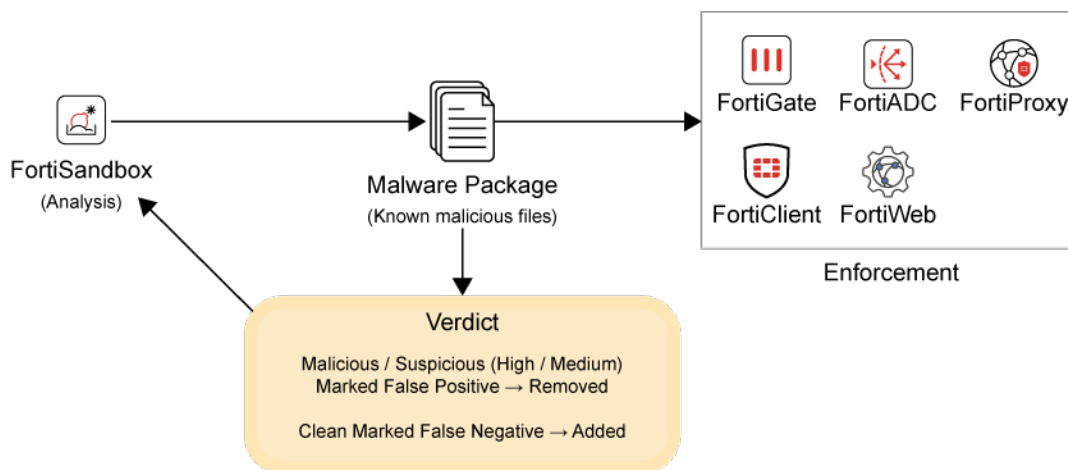 FortiGate
FortiADC
FortiProxy
FortiSandbox
(Analysis)
Malware Package
(Known malicious files)
FortiClient
FortiWeb
Enforcement
Verdict
Malicious / Suspicious (High / Medium)
Marked False Positive → Removed
Clean Marked False Negative → Added